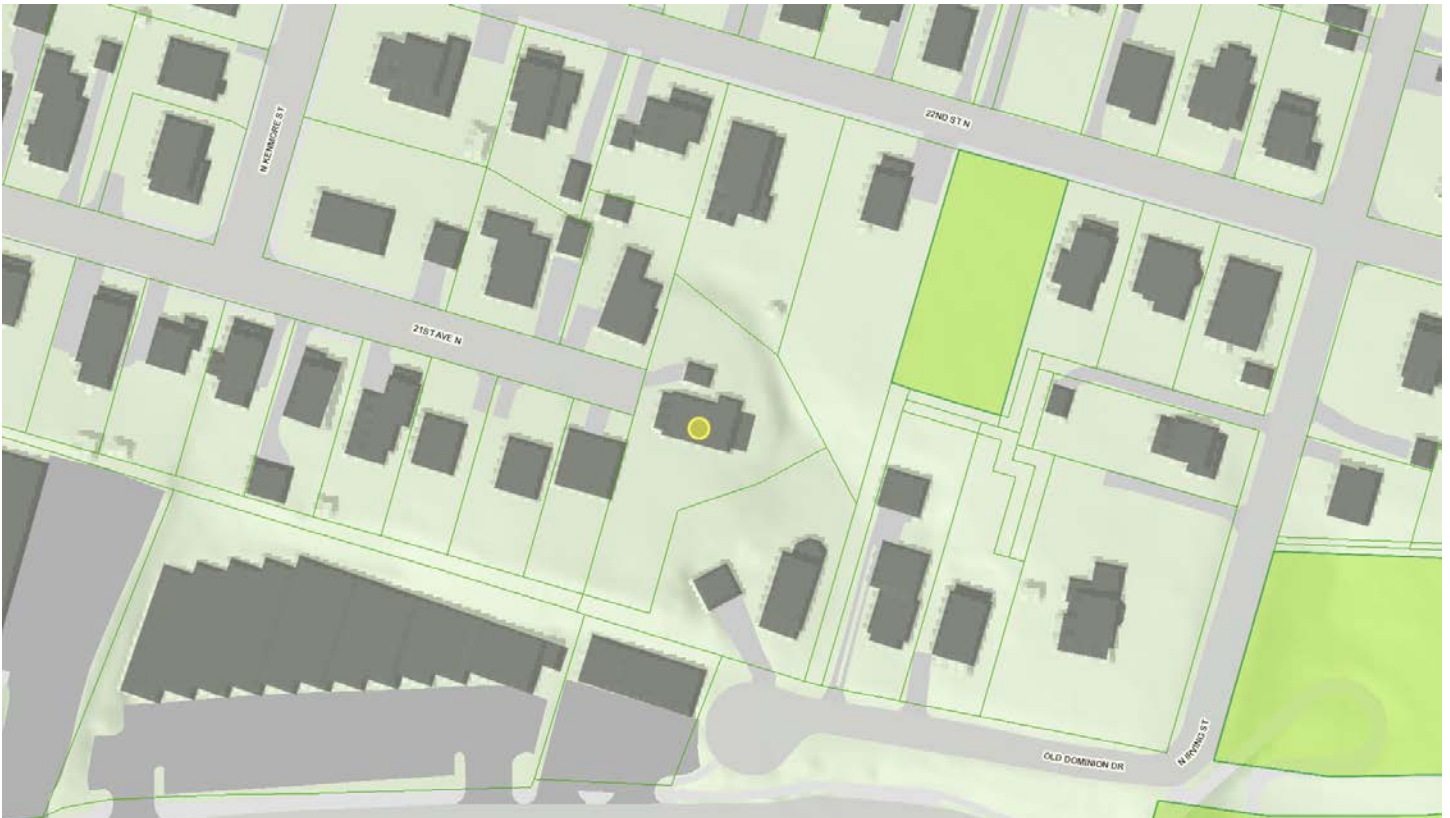 22ND ST N
N KENMORE ST
21ST AVE N
N IRVING ST
OLD DOMINION DR